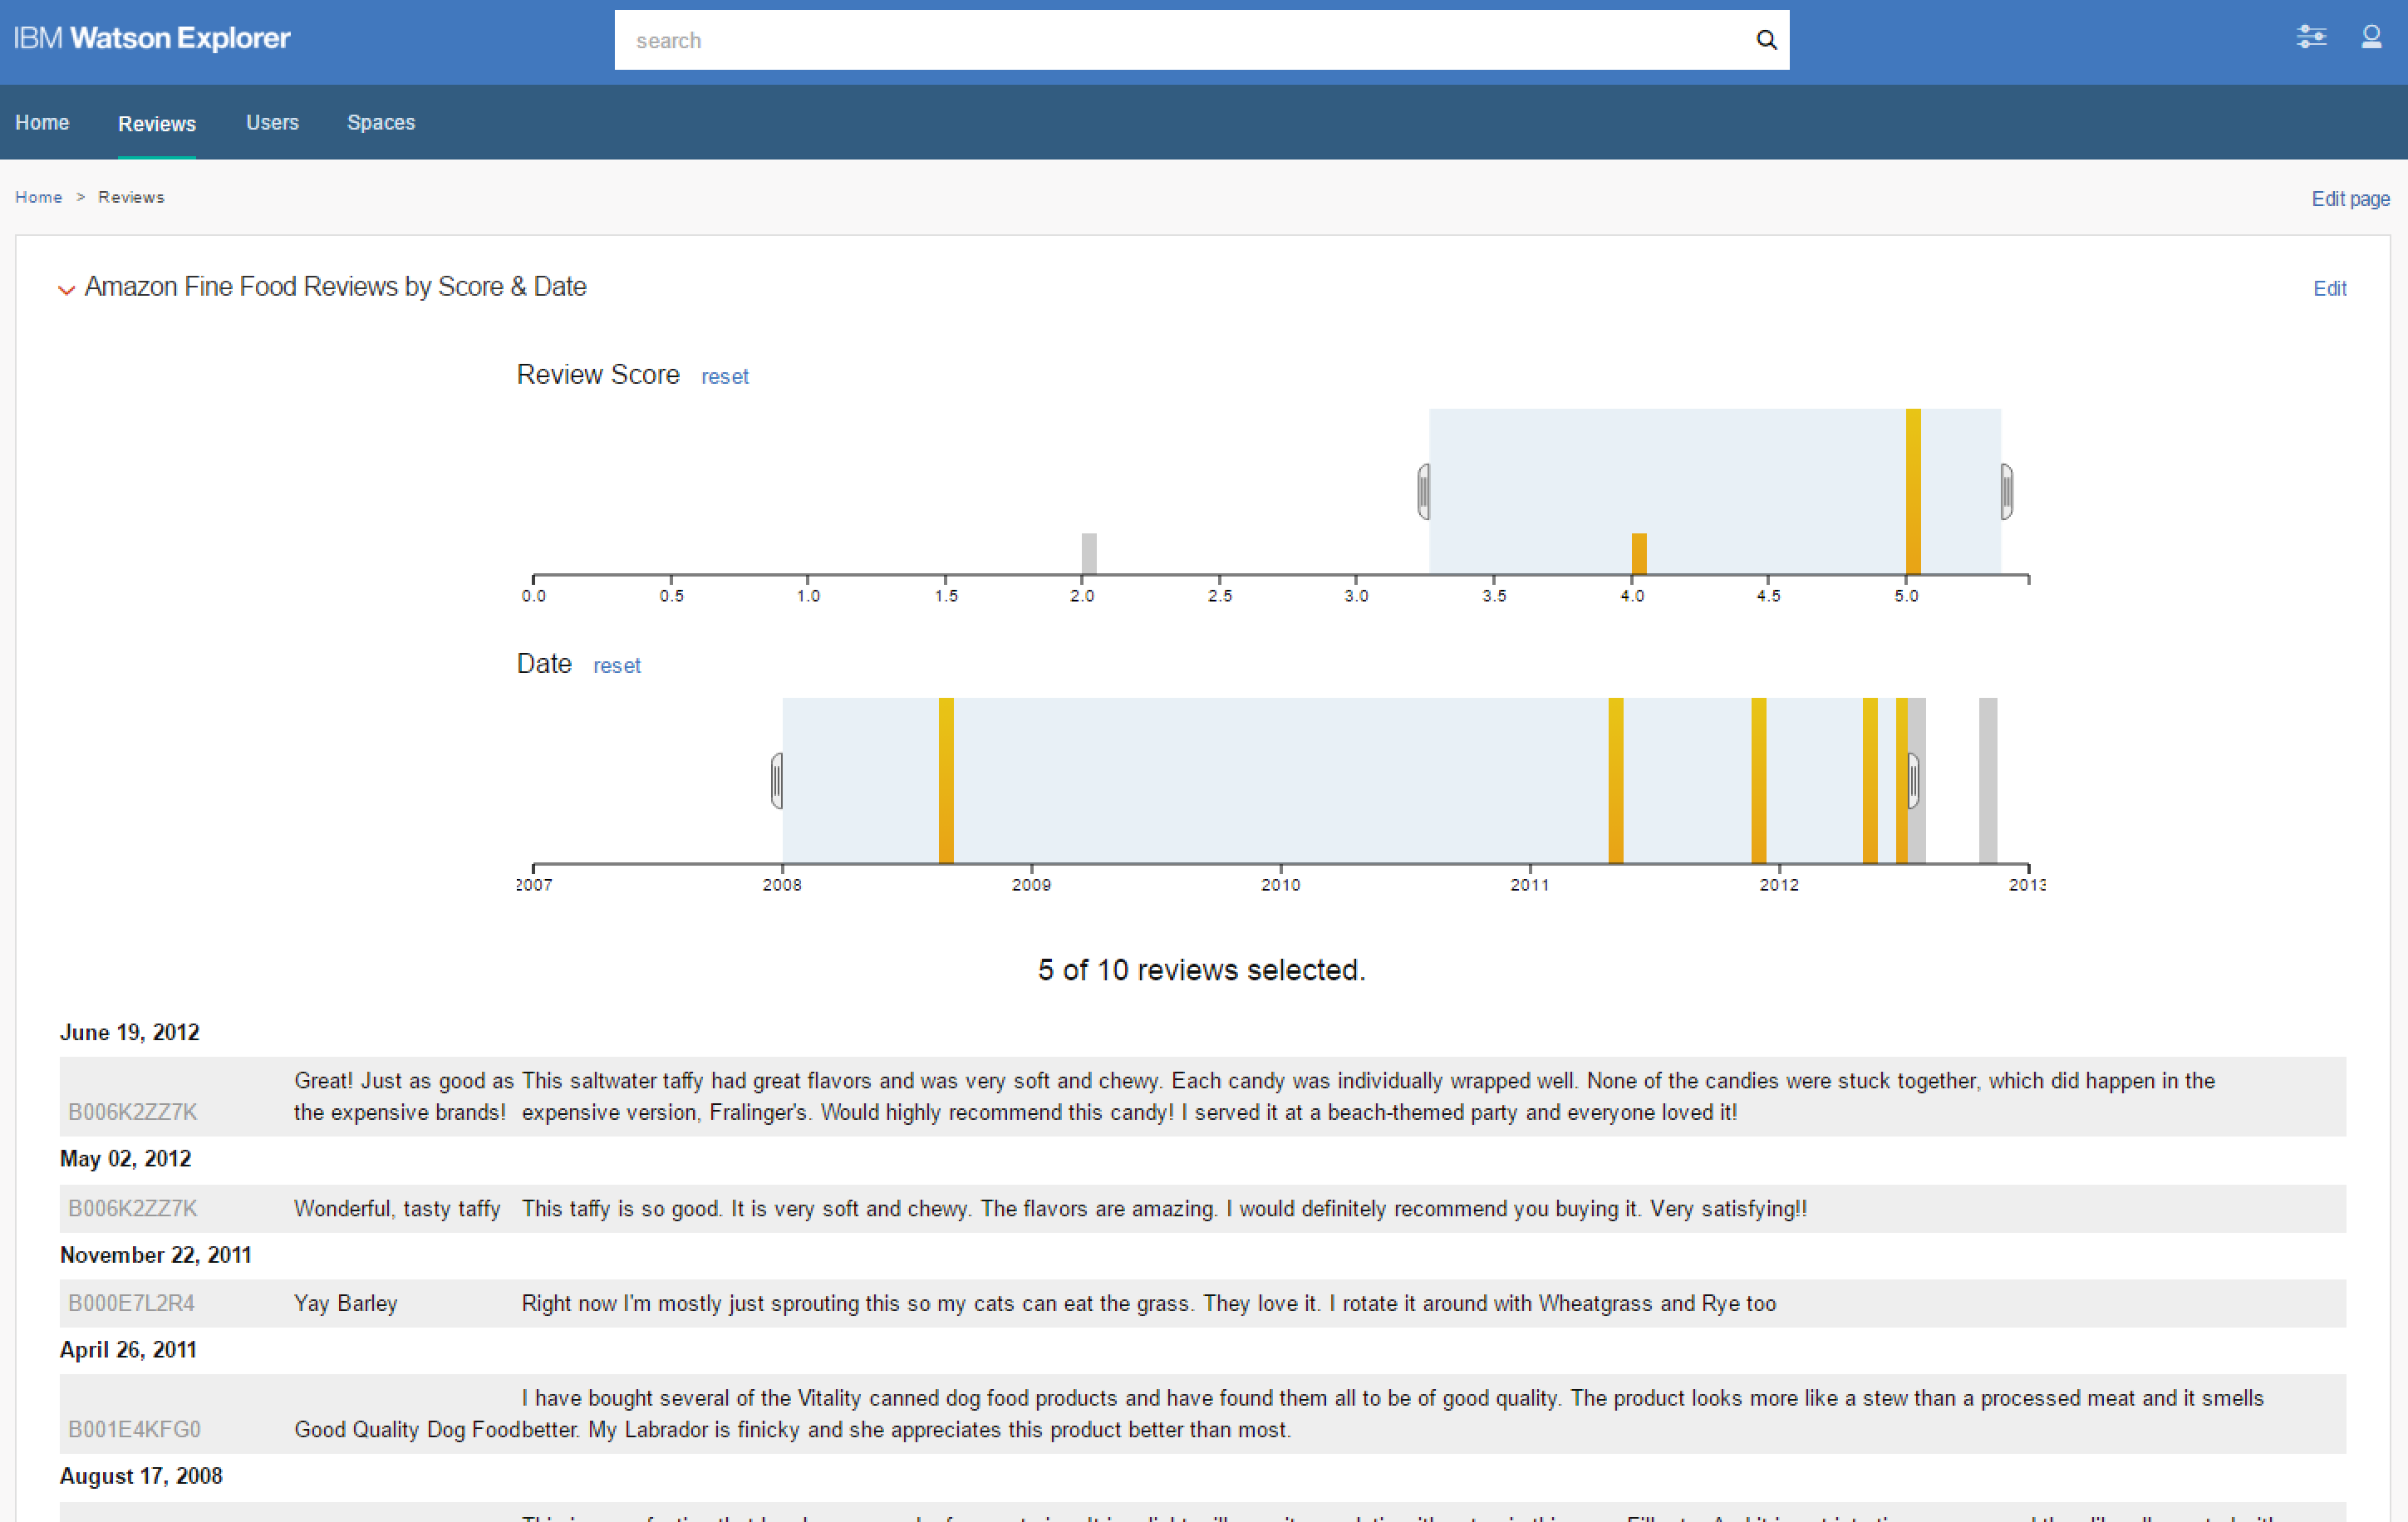 IBM Watson Explorer
search
Home Reviews Users Spaces
Home > Reviews
Edit page
Amazon Fine Food Reviews by Score & Date
Edit
Review Score reset
0.0 0.5 1.0 1.5 2.0 2.5 3.0 3.5 4.0 4.5 5.0
Date reset
2007 2008 2009 2010 2011 2012 2013
5 of 10 reviews selected.
June 19, 2012
Great! Just as good as This saltwater taffy had great flavors and was very soft and chewy. Each candy was individually wrapped well. None of the candies were stuck together, which did happen in the
B006K2ZZ7K the expensive brands! expensive version, Fralinger's. Would highly recommend this candy! I served it at a beach-themed party and everyone loved it!
May 02, 2012
B006K2ZZ7K Wonderful, tasty taffy This taffy is so good. It is very soft and chewy. The flavors are amazing. I would definitely recommend you buying it. Very satisfying!!
November 22, 2011
B000E7L2R4 Yay Barley Right now I'm mostly just sprouting this so my cats can eat the grass. They love it. I rotate it around with Wheatgrass and Rye too
April 26, 2011
I have bought several of the Vitality canned dog food products and have found them all to be of good quality. The product looks more like a stew than a processed meat and it smells
B001E4KFG0 Good Quality Dog Food better. My Labrador is finicky and she appreciates this product better than most.
August 17, 2008